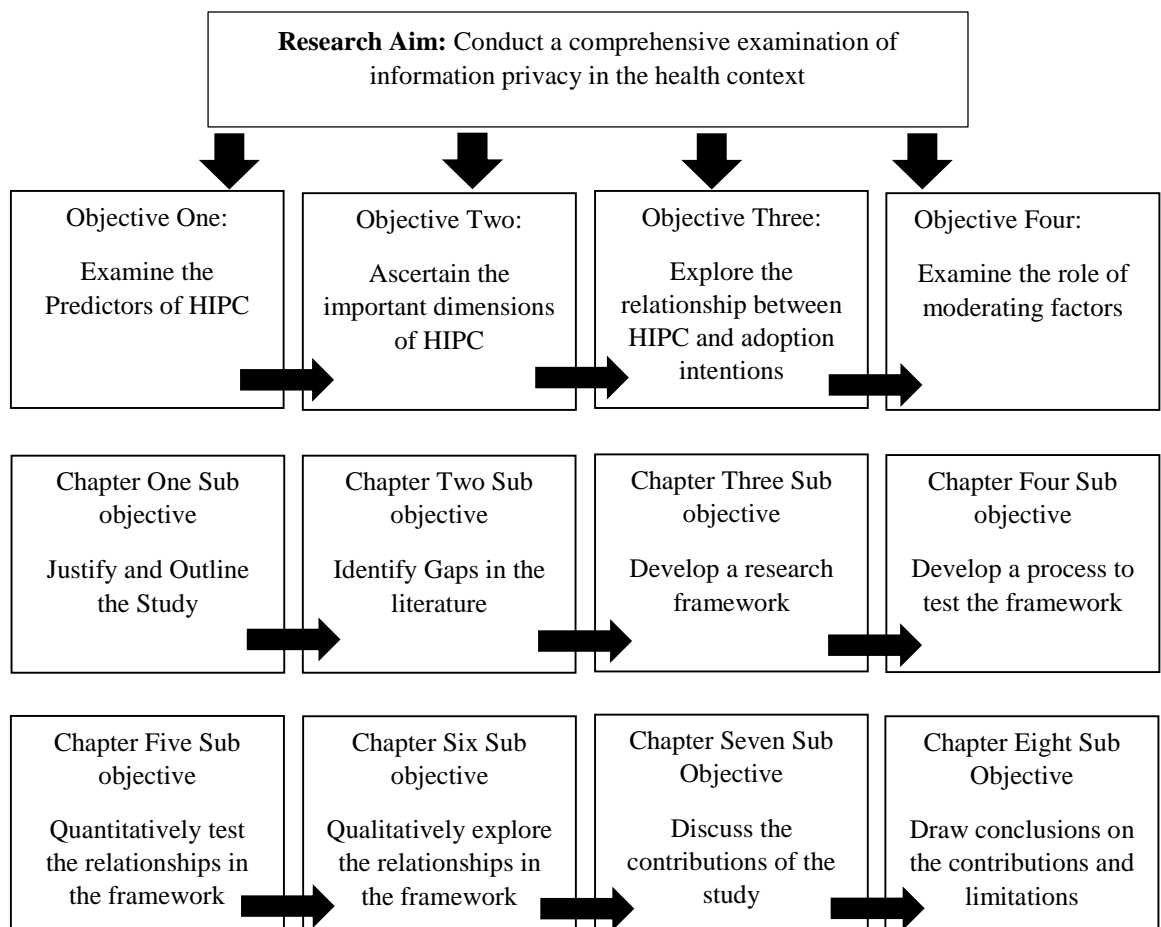 Research Aim: Conduct a comprehensive examination of
information privacy in the health context
Objective One:
Examine the
Predictors of HIPC
Objective Two:
Ascertain the
important dimensions
of HIPC
Objective Three:
Explore the
relationship between
HIPC and adoption
intentions
Objective Four:
Examine the role of
moderating factors
Chapter One Sub
objective
Justify and Outline
the Study
Chapter Two Sub
objective
Identify Gaps in the
literature
Chapter Three Sub
objective
Develop a research
framework
Chapter Four Sub
objective
Develop a process to
test the framework
Chapter Five Sub
objective
Quantitatively test
the relationships in
the framework
Chapter Six Sub
objective
Qualitatively explore
the relationships in
the framework
Chapter Seven Sub
Objective
Discuss the
contributions of the
study
Chapter Eight Sub
Objective
Draw conclusions on
the contributions and
limitations